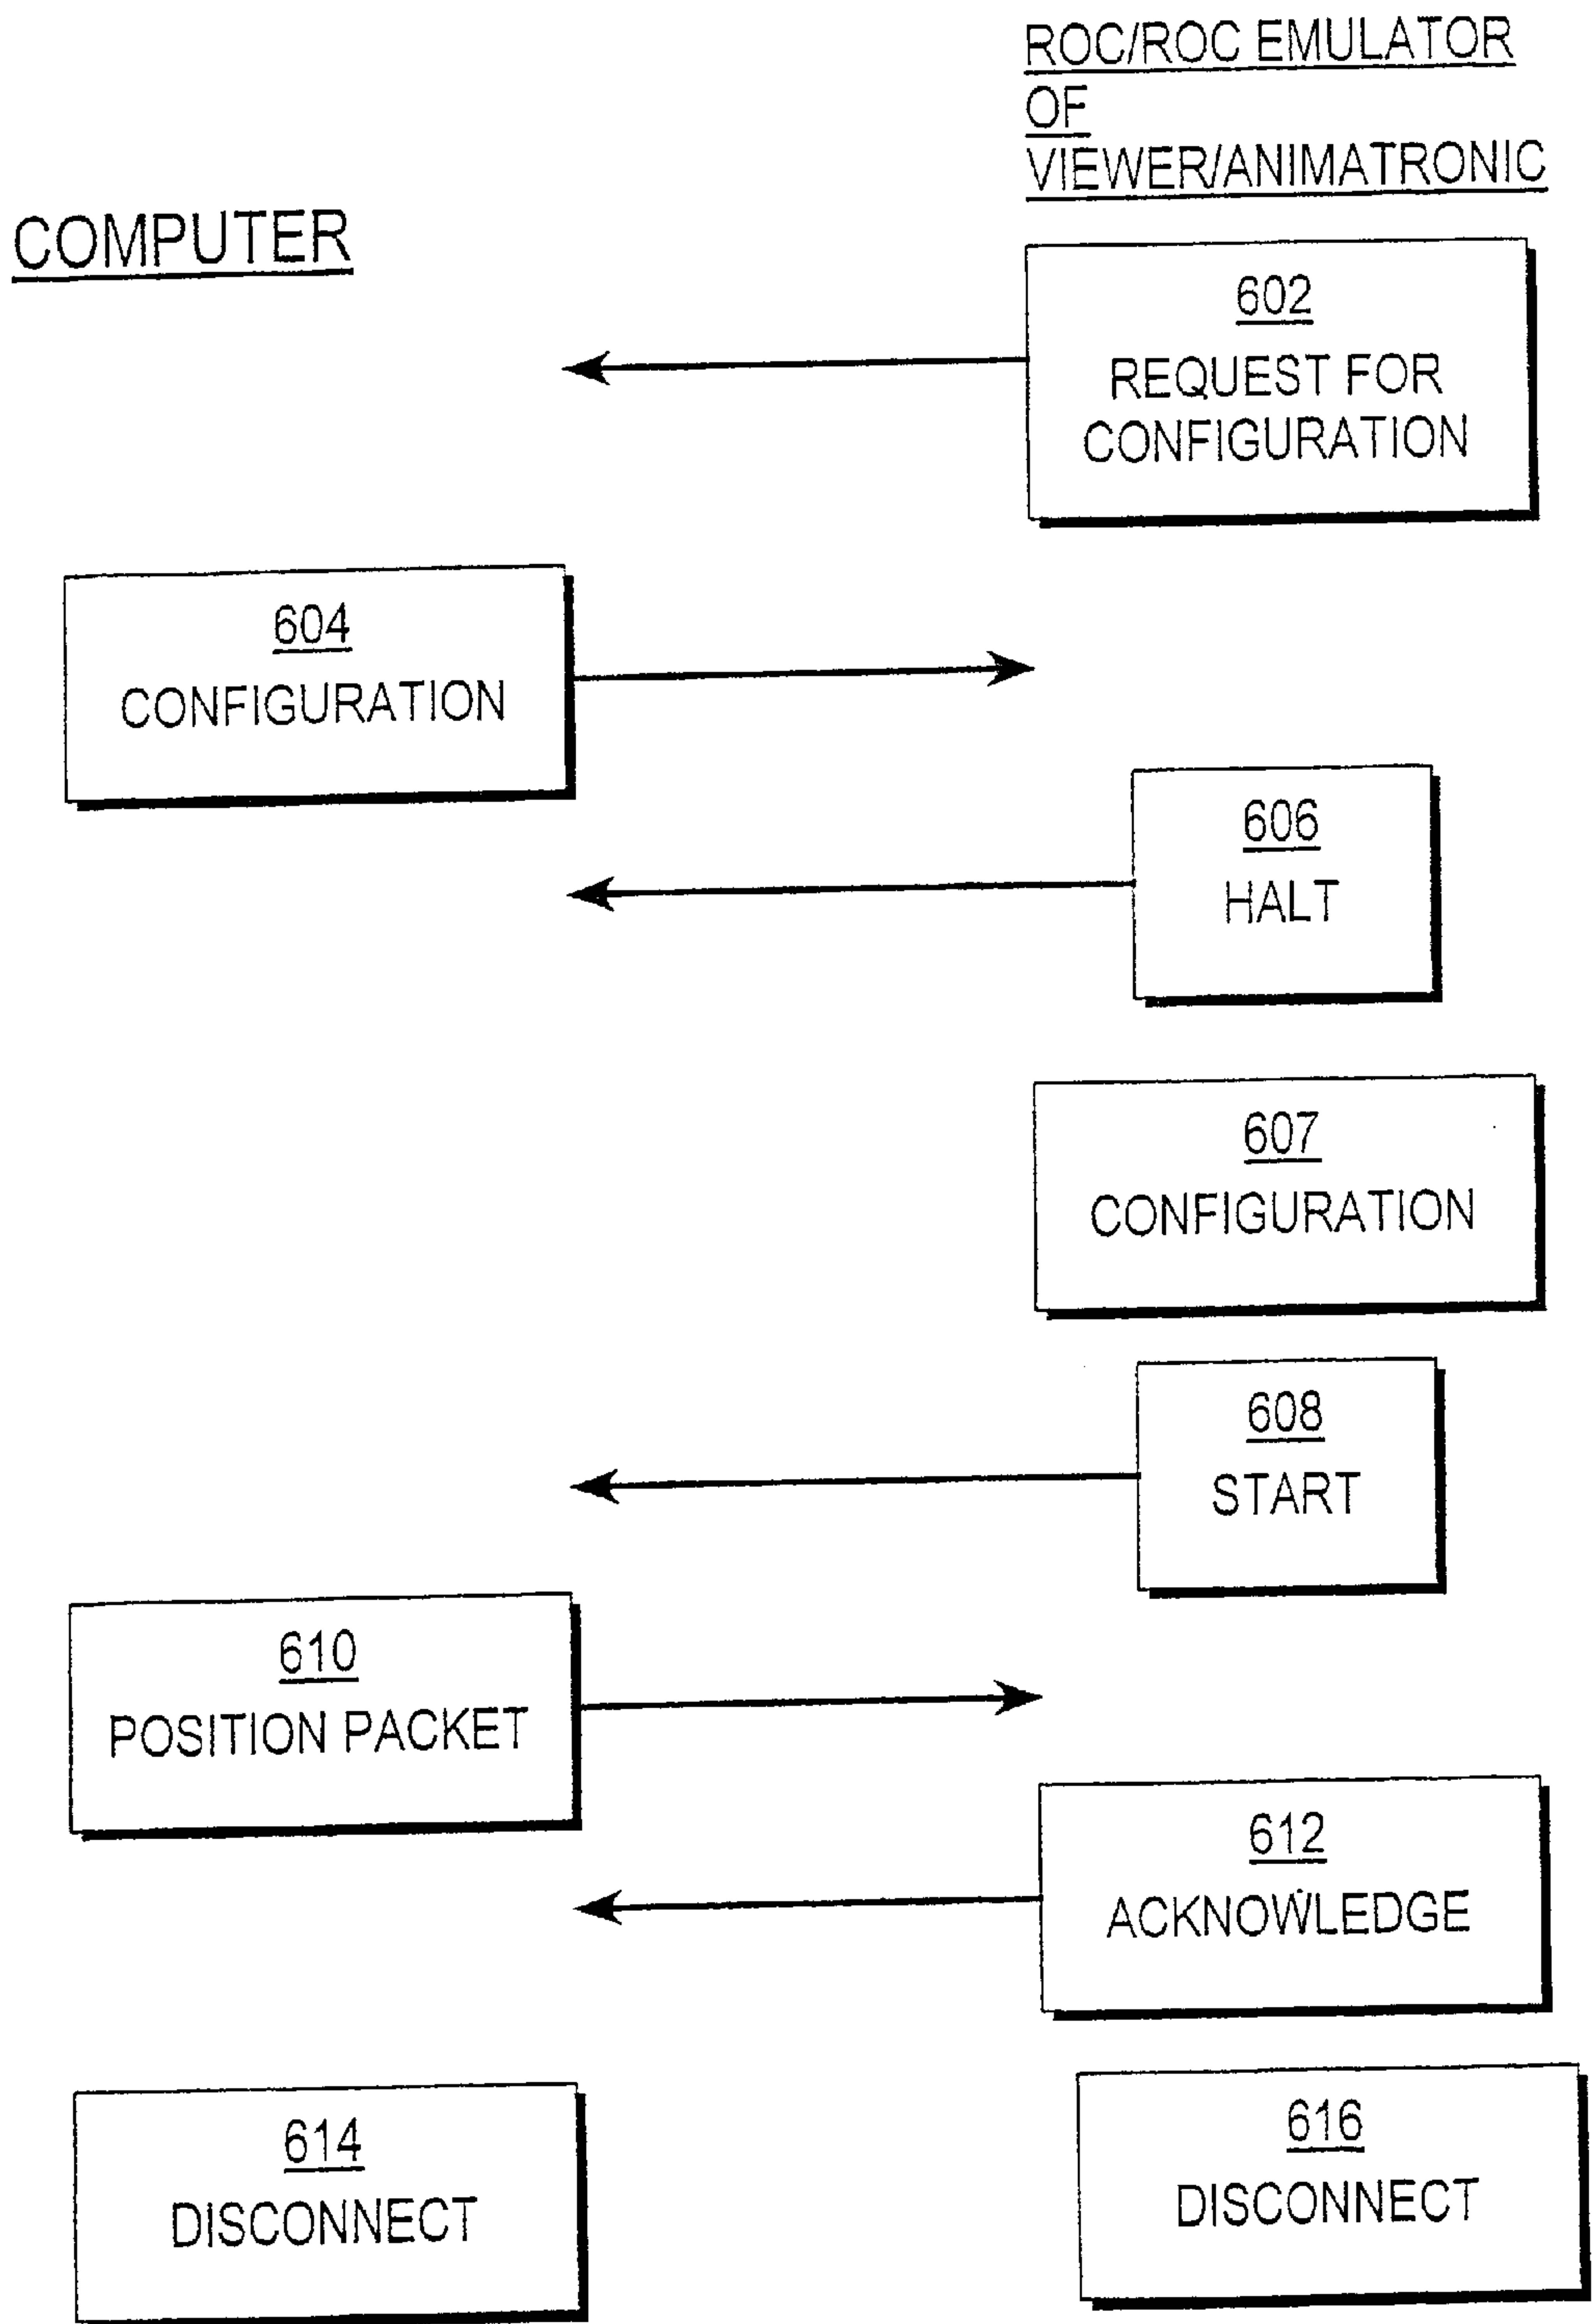 ROC/ROC EMULATOR
OF
VIEWER/ANIMATRONIC
COMPUTER
602
REQUEST FOR
CONFIGURATION
604
CONFIGURATION
606
HALT
607
CONFIGURATION
608
START
610
POSITION PACKET
612
ACKNOWLEDGE
614
DISCONNECT
616
DISCONNECT